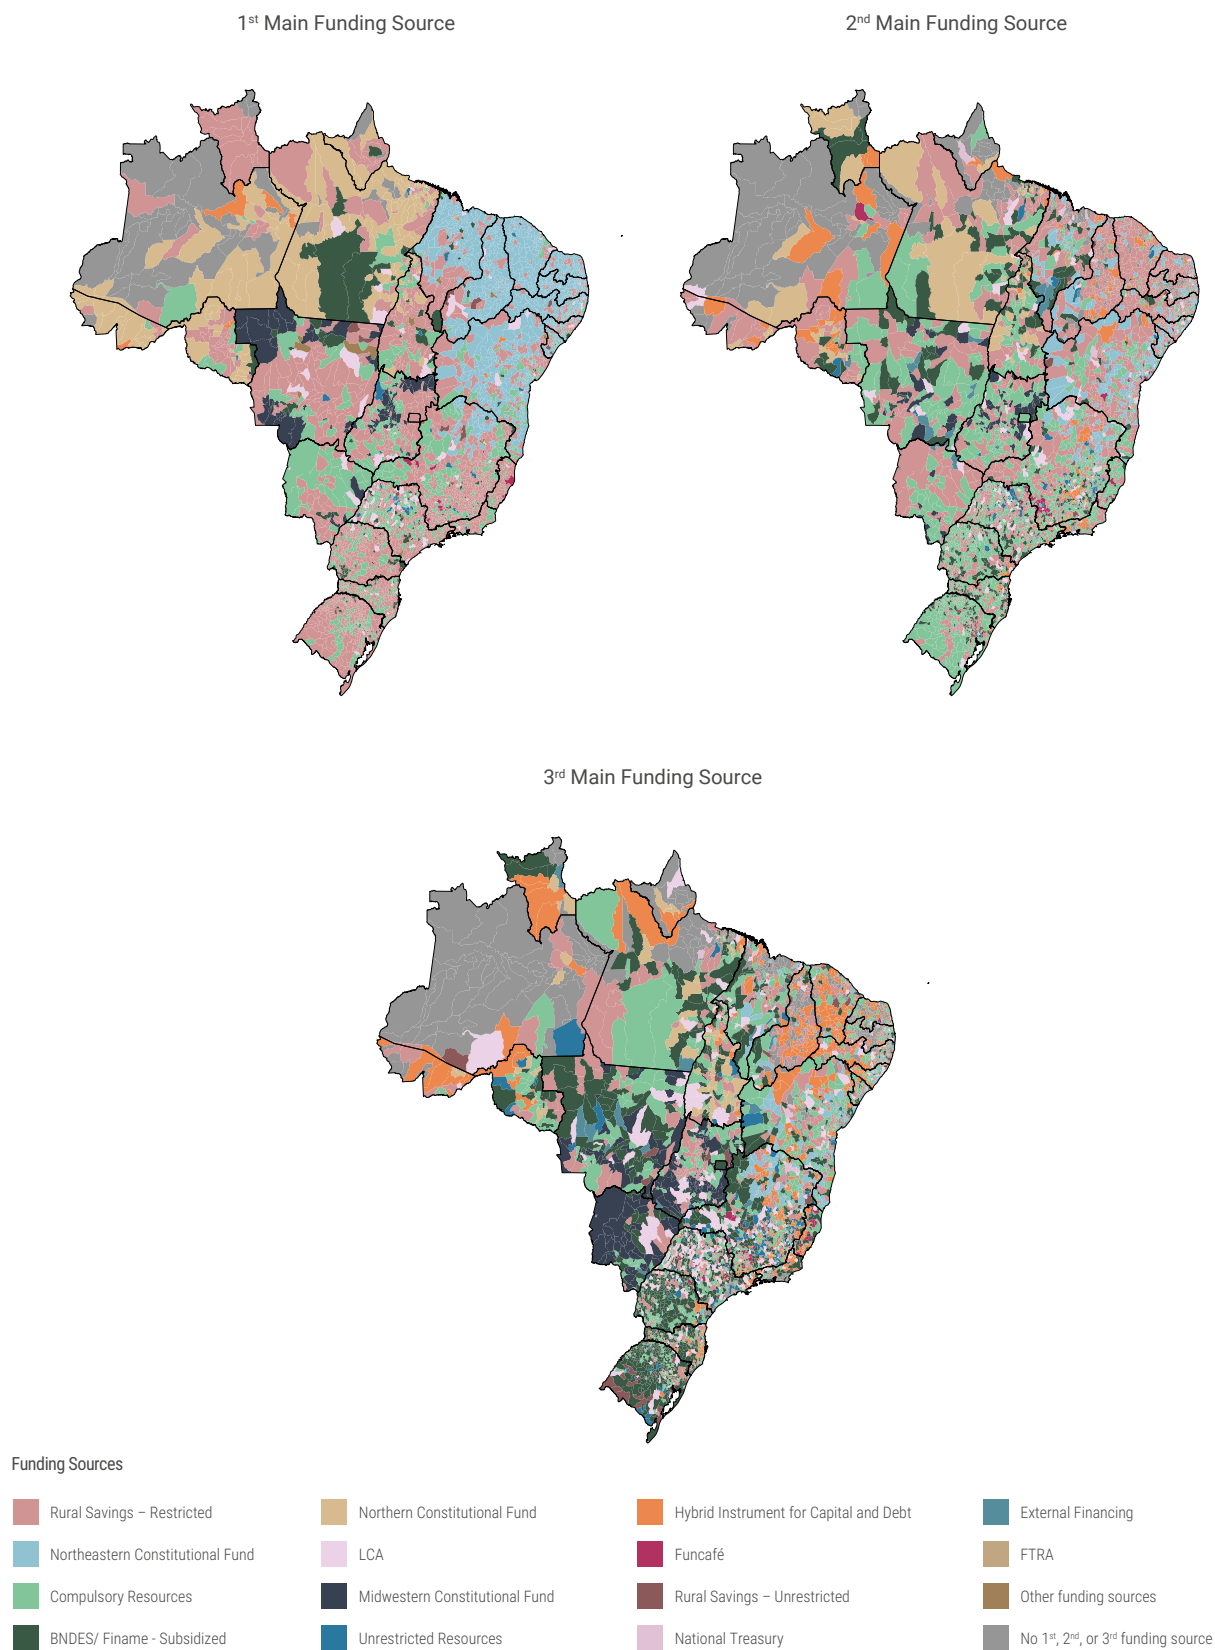 1st Main Funding Source
2nd Main Funding Source
3rd Main Funding Source
Funding Sources
Rural Savings – Restricted
Northern Constitutional Fund
Hybrid Instrument for Capital and Debt
External Financing
Northeastern Constitutional Fund
LCA
Funcafé
FTRA
Compulsory Resources
Midwestern Constitutional Fund
Rural Savings – Unrestricted
Other funding sources
BNDES/ Finame - Subsidized
Unrestricted Resources
National Treasury
No 1st, 2nd, or 3rd funding source